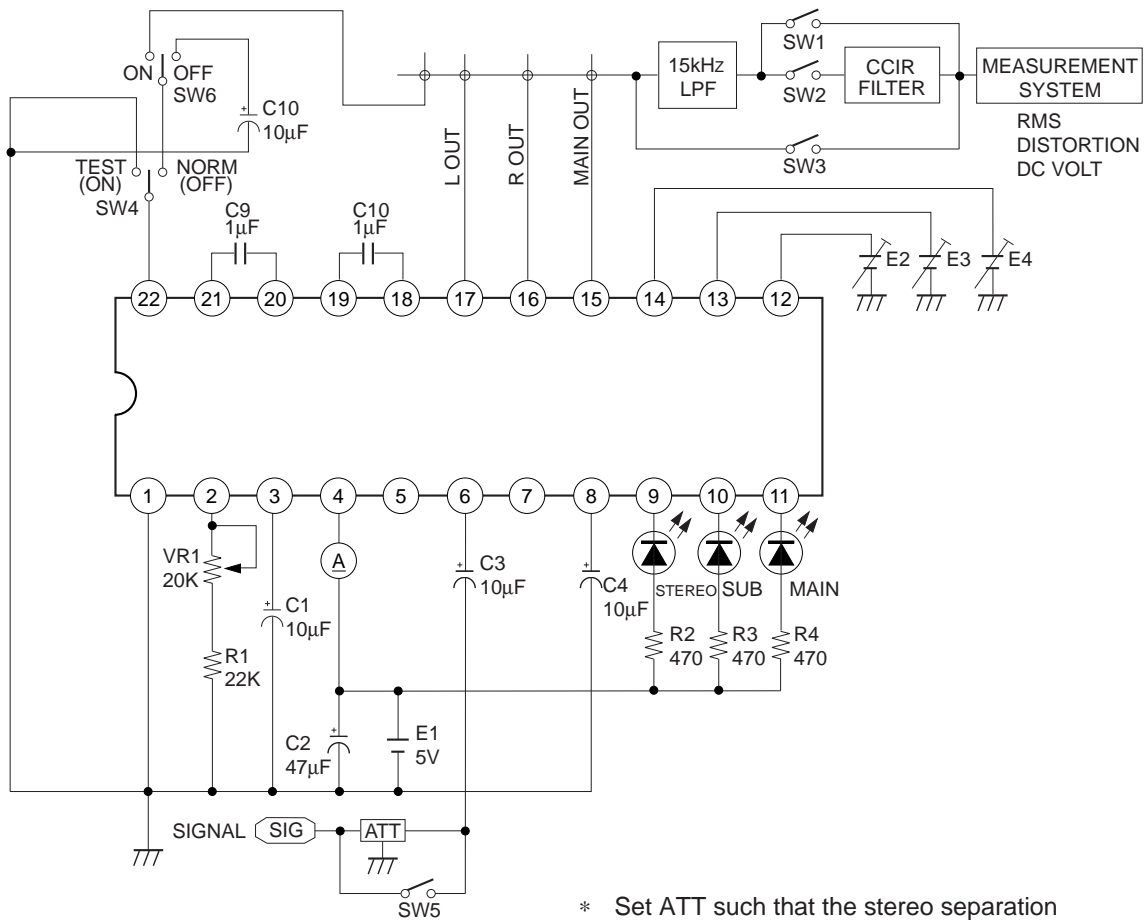 ON OFF
SW6
C10
10µF
TEST
(ON)
NORM
(OFF)
SW4
C9
1µF
C10
1µF
L OUT
R OUT
MAIN OUT
15kHz
LPF
SW1
SW2
SW3
CCIR
FILTER
MEASUREMENT
SYSTEM
RMS
DISTORTION
DC VOLT
E2
E3
E4
22
21
20
19
18
17
16
15
14
13
12
1
2
3
4
5
6
7
8
9
10
11
VR1
20K
R1
22K
C1
10µF
A
C2
47µF
E1
5V
C3
10µF
C4
10µF
STEREO
SUB
MAIN
R2
470
R3
470
R4
470
SIGNAL
SIG
ATT
SW5
* Set ATT such that the stereo separation